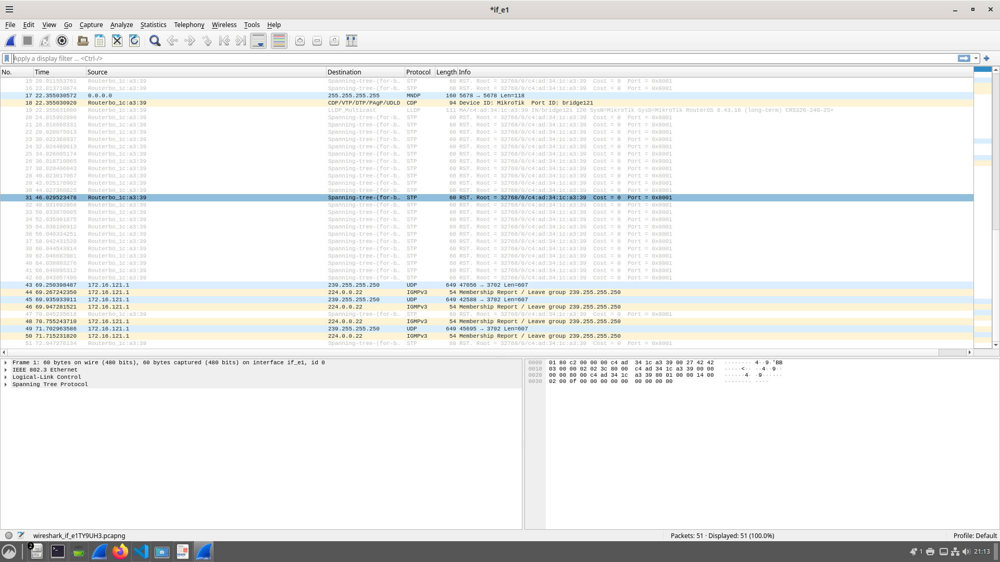 *if_e1
File Edit View Go Capture Analyze Statistics Telephony Wireless Tools Help
Apply a display filter ... <Ctrl-/>
No. Time Source Destination Protocol Length Info
15 20.011553761 Routerbo_1c:a3:39 Spanning-tree-(for-b… STP 60 RST. Root = 32768/0/c4:ad:34:1c:a3:39 Cost = 0 Port = 0x8001
16 22.013710074 Routerbo_1c:a3:39 Spanning-tree-(for-b… STP 60 RST. Root = 32768/0/c4:ad:34:1c:a3:39 Cost = 0 Port = 0x8001
17 22.355030572 0.0.0.0 255.255.255.255 MNDP 160 5678 → 5678 Len=118
18 22.355030920 Routerbo_1c:a3:39 CDP/VTP/DTP/PAgP/UDLD CDP 94 Device ID: MikroTik Port ID: bridge121
19 22.355031000 Routerbo_1c:a3:39 LLDP_Multicast LLDP 111 MA/c4:ad:34:1c:a3:39 IN/bridge121 120 SysN=MikroTik SysD=MikroTik RouterOS 6.43.16 (long-term) CRS326-24G-2S+
20 24.015902888 Routerbo_1c:a3:39 Spanning-tree-(for-b… STP 60 RST. Root = 32768/0/c4:ad:34:1c:a3:39 Cost = 0 Port = 0x8001
21 26.018068331 Routerbo_1c:a3:39 Spanning-tree-(for-b… STP 60 RST. Root = 32768/0/c4:ad:34:1c:a3:39 Cost = 0 Port = 0x8001
22 28.020075013 Routerbo_1c:a3:39 Spanning-tree-(for-b… STP 60 RST. Root = 32768/0/c4:ad:34:1c:a3:39 Cost = 0 Port = 0x8001
23 30.022368937 Routerbo_1c:a3:39 Spanning-tree-(for-b… STP 60 RST. Root = 32768/0/c4:ad:34:1c:a3:39 Cost = 0 Port = 0x8001
24 32.024489613 Routerbo_1c:a3:39 Spanning-tree-(for-b… STP 60 RST. Root = 32768/0/c4:ad:34:1c:a3:39 Cost = 0 Port = 0x8001
25 34.026605174 Routerbo_1c:a3:39 Spanning-tree-(for-b… STP 60 RST. Root = 32768/0/c4:ad:34:1c:a3:39 Cost = 0 Port = 0x8001
26 36.018710065 Routerbo_1c:a3:39 Spanning-tree-(for-b… STP 60 RST. Root = 32768/0/c4:ad:34:1c:a3:39 Cost = 0 Port = 0x8001
27 38.020406043 Routerbo_1c:a3:39 Spanning-tree-(for-b… STP 60 RST. Root = 32768/0/c4:ad:34:1c:a3:39 Cost = 0 Port = 0x8001
28 40.023017067 Routerbo_1c:a3:39 Spanning-tree-(for-b… STP 60 RST. Root = 32768/0/c4:ad:34:1c:a3:39 Cost = 0 Port = 0x8001
29 42.025176902 Routerbo_1c:a3:39 Spanning-tree-(for-b… STP 60 RST. Root = 32768/0/c4:ad:34:1c:a3:39 Cost = 0 Port = 0x8001
30 44.027360825 Routerbo_1c:a3:39 Spanning-tree-(for-b… STP 60 RST. Root = 32768/0/c4:ad:34:1c:a3:39 Cost = 0 Port = 0x8001
31 46.029523478 Routerbo_1c:a3:39 Spanning-tree-(for-b… STP 60 RST. Root = 32768/0/c4:ad:34:1c:a3:39 Cost = 0 Port = 0x8001
32 48.031692868 Routerbo_1c:a3:39 Spanning-tree-(for-b… STP 60 RST. Root = 32768/0/c4:ad:34:1c:a3:39 Cost = 0 Port = 0x8001
33 50.033870005 Routerbo_1c:a3:39 Spanning-tree-(for-b… STP 60 RST. Root = 32768/0/c4:ad:34:1c:a3:39 Cost = 0 Port = 0x8001
34 52.035991875 Routerbo_1c:a3:39 Spanning-tree-(for-b… STP 60 RST. Root = 32768/0/c4:ad:34:1c:a3:39 Cost = 0 Port = 0x8001
35 54.038196912 Routerbo_1c:a3:39 Spanning-tree-(for-b… STP 60 RST. Root = 32768/0/c4:ad:34:1c:a3:39 Cost = 0 Port = 0x8001
36 56.040334251 Routerbo_1c:a3:39 Spanning-tree-(for-b… STP 60 RST. Root = 32768/0/c4:ad:34:1c:a3:39 Cost = 0 Port = 0x8001
37 58.042431520 Routerbo_1c:a3:39 Spanning-tree-(for-b… STP 60 RST. Root = 32768/0/c4:ad:34:1c:a3:39 Cost = 0 Port = 0x8001
38 60.044543814 Routerbo_1c:a3:39 Spanning-tree-(for-b… STP 60 RST. Root = 32768/0/c4:ad:34:1c:a3:39 Cost = 0 Port = 0x8001
39 62.046682081 Routerbo_1c:a3:39 Spanning-tree-(for-b… STP 60 RST. Root = 32768/0/c4:ad:34:1c:a3:39 Cost = 0 Port = 0x8001
40 64.038803276 Routerbo_1c:a3:39 Spanning-tree-(for-b… STP 60 RST. Root = 32768/0/c4:ad:34:1c:a3:39 Cost = 0 Port = 0x8001
41 66.040895312 Routerbo_1c:a3:39 Spanning-tree-(for-b… STP 60 RST. Root = 32768/0/c4:ad:34:1c:a3:39 Cost = 0 Port = 0x8001
42 68.043057490 Routerbo_1c:a3:39 Spanning-tree-(for-b… STP 60 RST. Root = 32768/0/c4:ad:34:1c:a3:39 Cost = 0 Port = 0x8001
43 69.250398487 172.16.121.1 239.255.255.250 UDP 649 47056 → 3702 Len=607
44 69.267242350 172.16.121.1 224.0.0.22 IGMPv3 54 Membership Report / Leave group 239.255.255.250
45 69.935933911 172.16.121.1 239.255.255.250 UDP 649 42588 → 3702 Len=607
46 69.947281521 172.16.121.1 224.0.0.22 IGMPv3 54 Membership Report / Leave group 239.255.255.250
47 70.045235618 Routerbo_1c:a3:39 Spanning-tree-(for-b… STP 60 RST. Root = 32768/0/c4:ad:34:1c:a3:39 Cost = 0 Port = 0x8001
48 70.755243710 172.16.121.1 224.0.0.22 IGMPv3 54 Membership Report / Leave group 239.255.255.250
49 71.702963586 172.16.121.1 239.255.255.250 UDP 649 45695 → 3702 Len=607
50 71.715231820 172.16.121.1 224.0.0.22 IGMPv3 54 Membership Report / Leave group 239.255.255.250
51 72.047276134 Routerbo_1c:a3:39 Spanning-tree-(for-b… STP 60 RST. Root = 32768/0/c4:ad:34:1c:a3:39 Cost = 0 Port = 0x8001
Frame 1: 60 bytes on wire (480 bits), 60 bytes captured (480 bits) on interface if_e1, id 0
IEEE 802.3 Ethernet
Logical-Link Control
Spanning Tree Protocol
0000 01 80 c2 00 00 00 c4 ad 34 1c a3 39 00 27 42 42 ········ 4··9·'BB
0010 03 00 00 02 02 3c 80 00 c4 ad 34 1c a3 39 00 00 ·····<·· ··4··9··
0020 00 00 80 00 c4 ad 34 1c a3 39 80 01 00 00 14 00 ······4· ·9······
0030 02 00 0f 00 00 00 00 00 00 00 00 00 ········ ····
wireshark_if_e1TY9UH3.pcapng
Packets: 51 · Displayed: 51 (100.0%)
Profile: Default
2
1
21:13